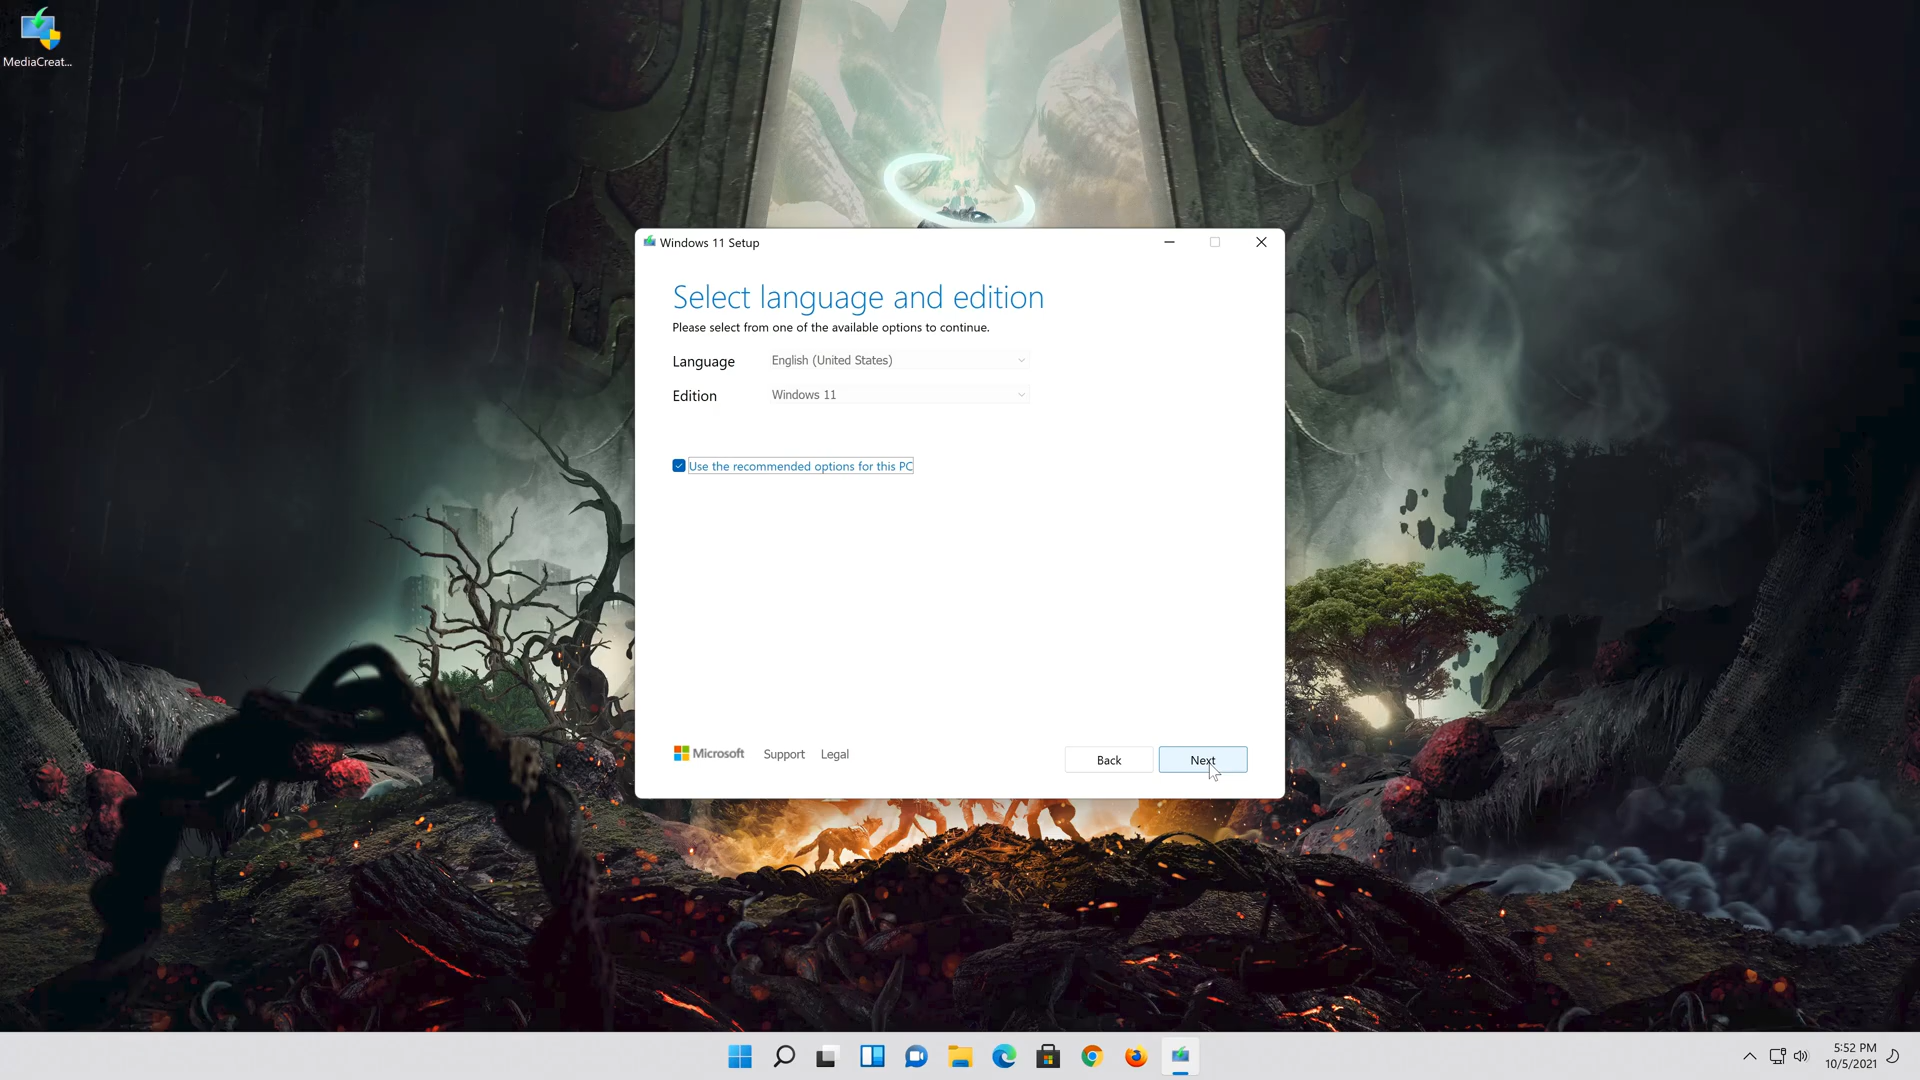 MediaCreat...
Windows 11 Setup
Select language and edition
Please select from one of the available options to continue.
Language English (United States)
Edition Windows 11
Use the recommended options for this PC
Microsoft Support Legal
Back Next
5:52 PM
10/5/2021